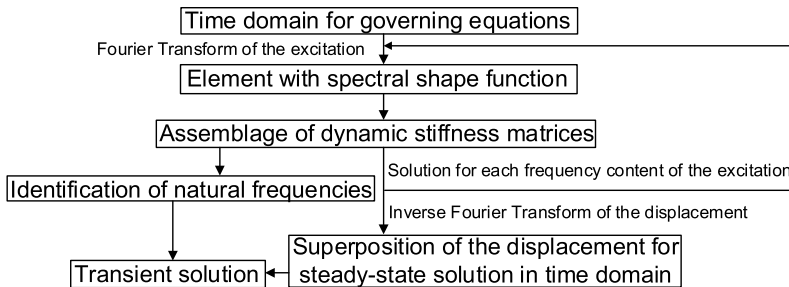 Time domain for governing equations
Fourier Transform of the excitation
Element with spectral shape function
Assemblage of dynamic stiffness matrices
Solution for each frequency content of the excitation
Identification of natural frequencies
Inverse Fourier Transform of the displacement
Superposition of the displacement for
steady-state solution in time domain
Transient solution